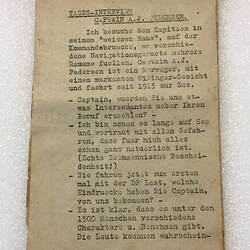 TAGES-INTERVIEW
CAPTAIN A.J. PEDERSEN.
Ich besuche den Kapitaen in
seinem "weissen Haus", auf der
Kommandobruecke, wo verschie-
dene Navigationsgeraete mehrere
Raeume fuellen. Captain A.J.
Pedersen ist ein Norweger, mit
einem markanten Wikinger-Gesicht
und faehrt seit 1915 zur See.
- Captain, wuerden Sie uns et-
was Interessantes ueber Ihren
Beruf erzaehlen? -
- Ich bin schon so lange auf See
und vertraut mit allen Gefah-
ren, dass fuer mich alles
schon ganz natuerlich ist.
(Echte Seemaennische Beschei-
denheit!)
- Sie fahren jetzt zum ersten
mal mit der DP Last, welche
Eindruecke haben Sie Captain,
von uns bekommen? -
- Es ist klar, dass es unter den
1500 Menschen verschiedene
Charaktere u. Benehmen gibt.
Die Leute kommen wahrschein-